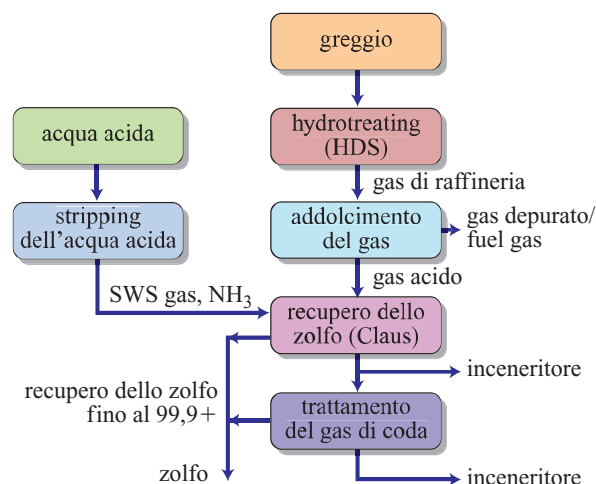 greggio
acqua acida
hydrotreating
(HDS)
gas di raffineria
stripping
dell'acqua acida
addolcimento
del gas
gas depurato/
fuel gas
gas acido
SWS gas, NH3
recupero dello
zolfo (Claus)
inceneritore
recupero dello zolfo
fino al 99,9+
trattamento
del gas di coda
zolfo
inceneritore